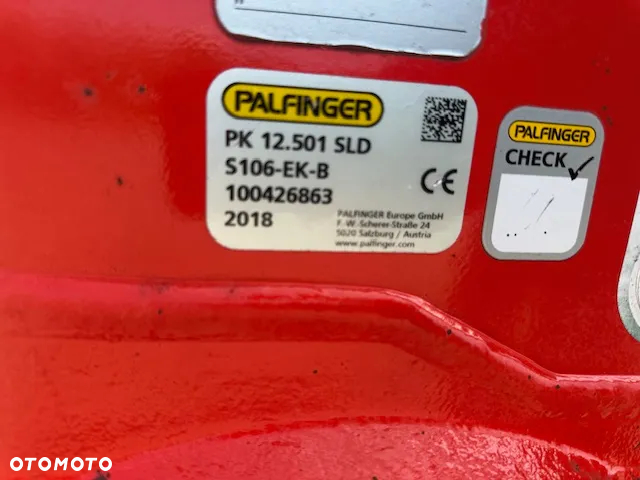 PALFINGER
PK 12.501 SLD
S106-EK-B
100426863
2018
PALFINGER Europe GmbH
F.-W.-Scherer-Straße 24
5020 Salzburg / Austria
www.palfinger.com
CE
PALFINGER
CHECK
OTOMOTO